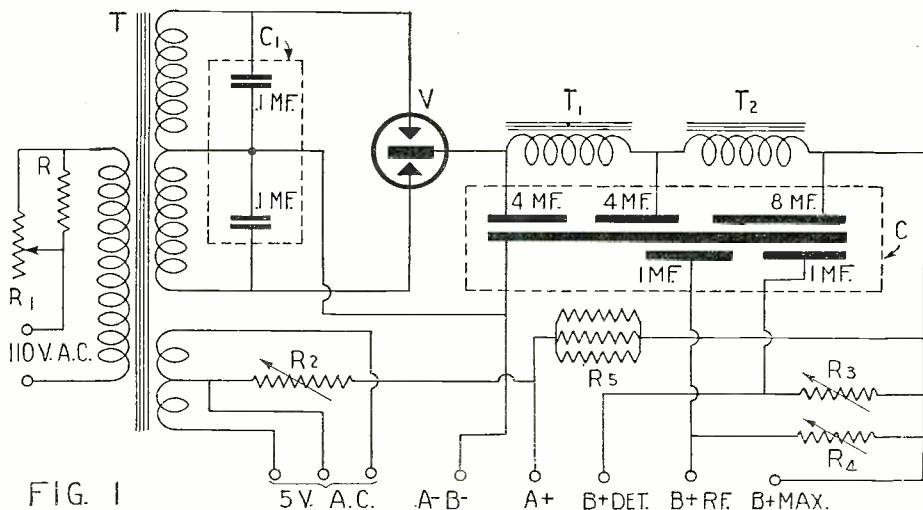 T
C1
.1 MF.
.1 MF.
V
T1
T2
4 MF.
4 MF.
8 MF.
C
1 MF.
1 MF.
R
R1
110 V. A.C.
R2
R5
R3
R4
5 V. A.C.
A- B-
A+
B+ DET.
B+ RF.
B+ MAX.
FIG. 1